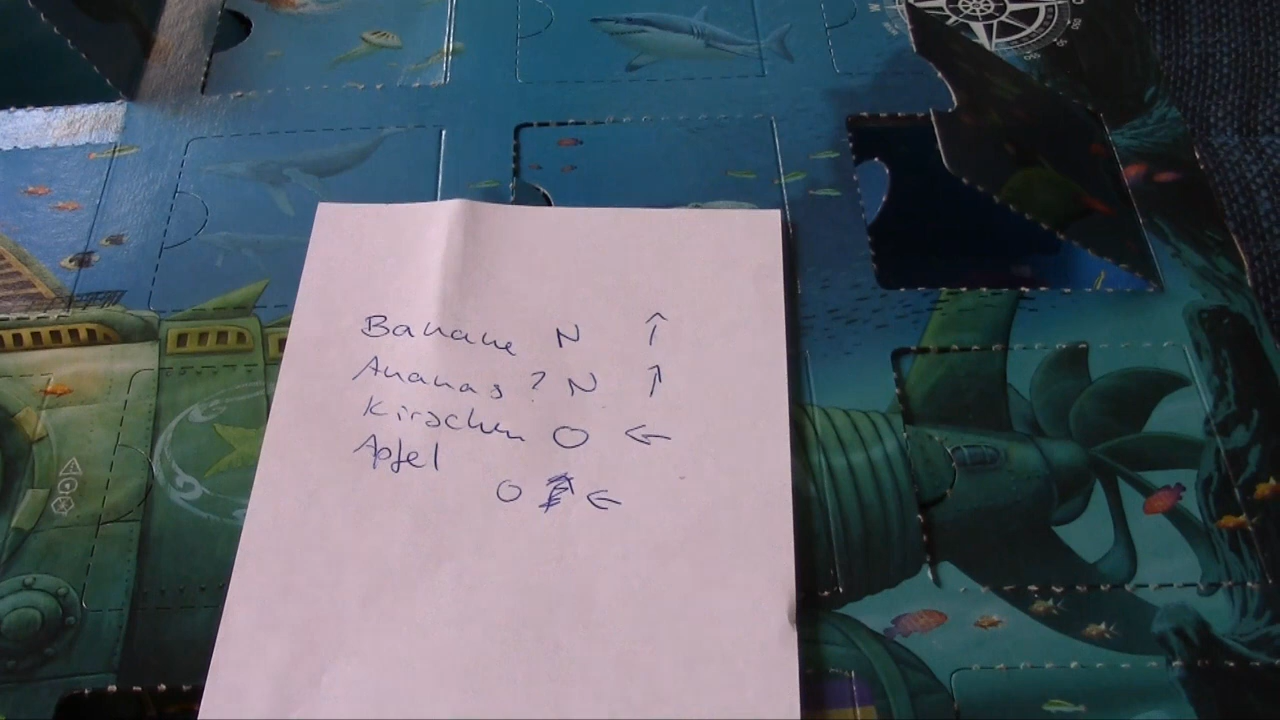 Banane N ↑
Ananas ? N ↑
Kirschen O ←
Apfel
O ←